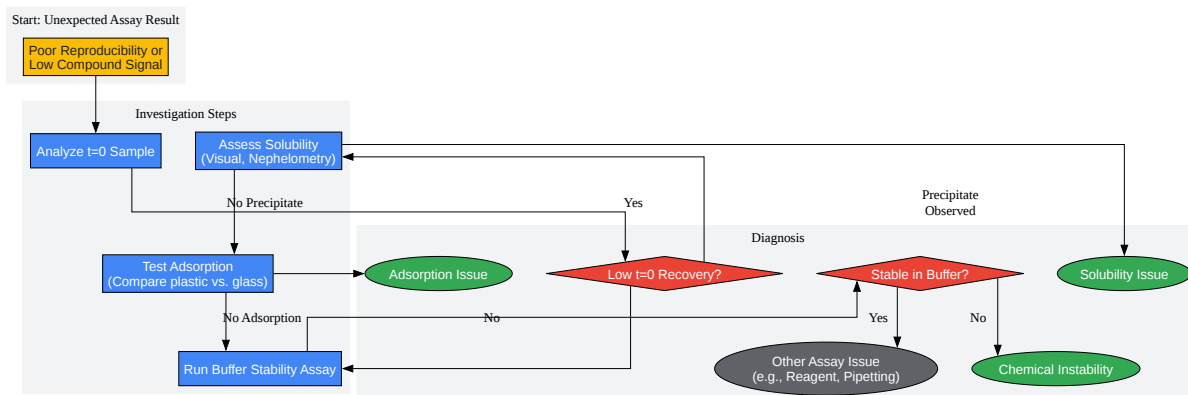 Start: Unexpected Assay Result
Poor Reproducibility or
Low Compound Signal
Investigation Steps
Analyze t=0 Sample
Assess Solubility
(Visual, Nephelometry)
No Precipitate
Yes
Precipitate
Observed
Diagnosis
Test Adsorption
(Compare plastic vs. glass)
Adsorption Issue
Low t=0 Recovery?
Stable in Buffer?
Solubility Issue
No Adsorption
No
Yes
No
Run Buffer Stability Assay
Other Assay Issue
(e.g., Reagent, Pipetting)
Chemical Instability